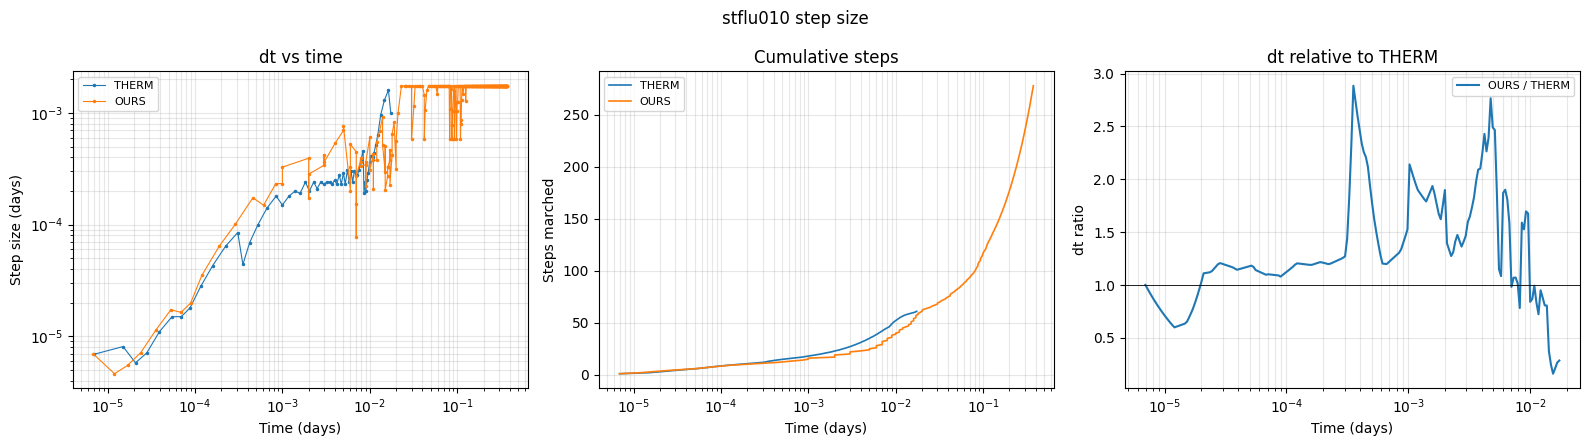 stflu010 step size
dt vs time
Step size (days)
10⁻³
10⁻⁴
10⁻⁵
THERM
OURS
10⁻⁵ 10⁻⁴ 10⁻³ 10⁻² 10⁻¹
Time (days)
Cumulative steps
Steps marched
250
200
150
100
50
0
THERM
OURS
10⁻⁵ 10⁻⁴ 10⁻³ 10⁻² 10⁻¹
Time (days)
dt relative to THERM
dt ratio
3.0
2.5
2.0
1.5
1.0
0.5
OURS / THERM
10⁻⁵ 10⁻⁴ 10⁻³ 10⁻²
Time (days)